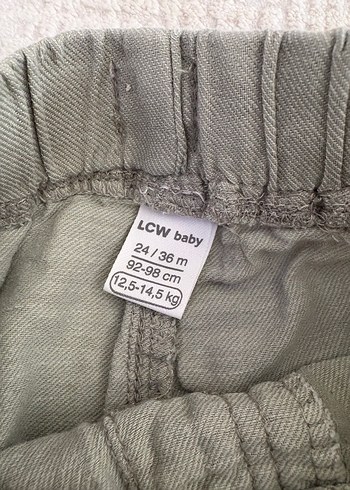 LCW baby
24 / 36 m
92-98 cm
12,5-14,5 kg